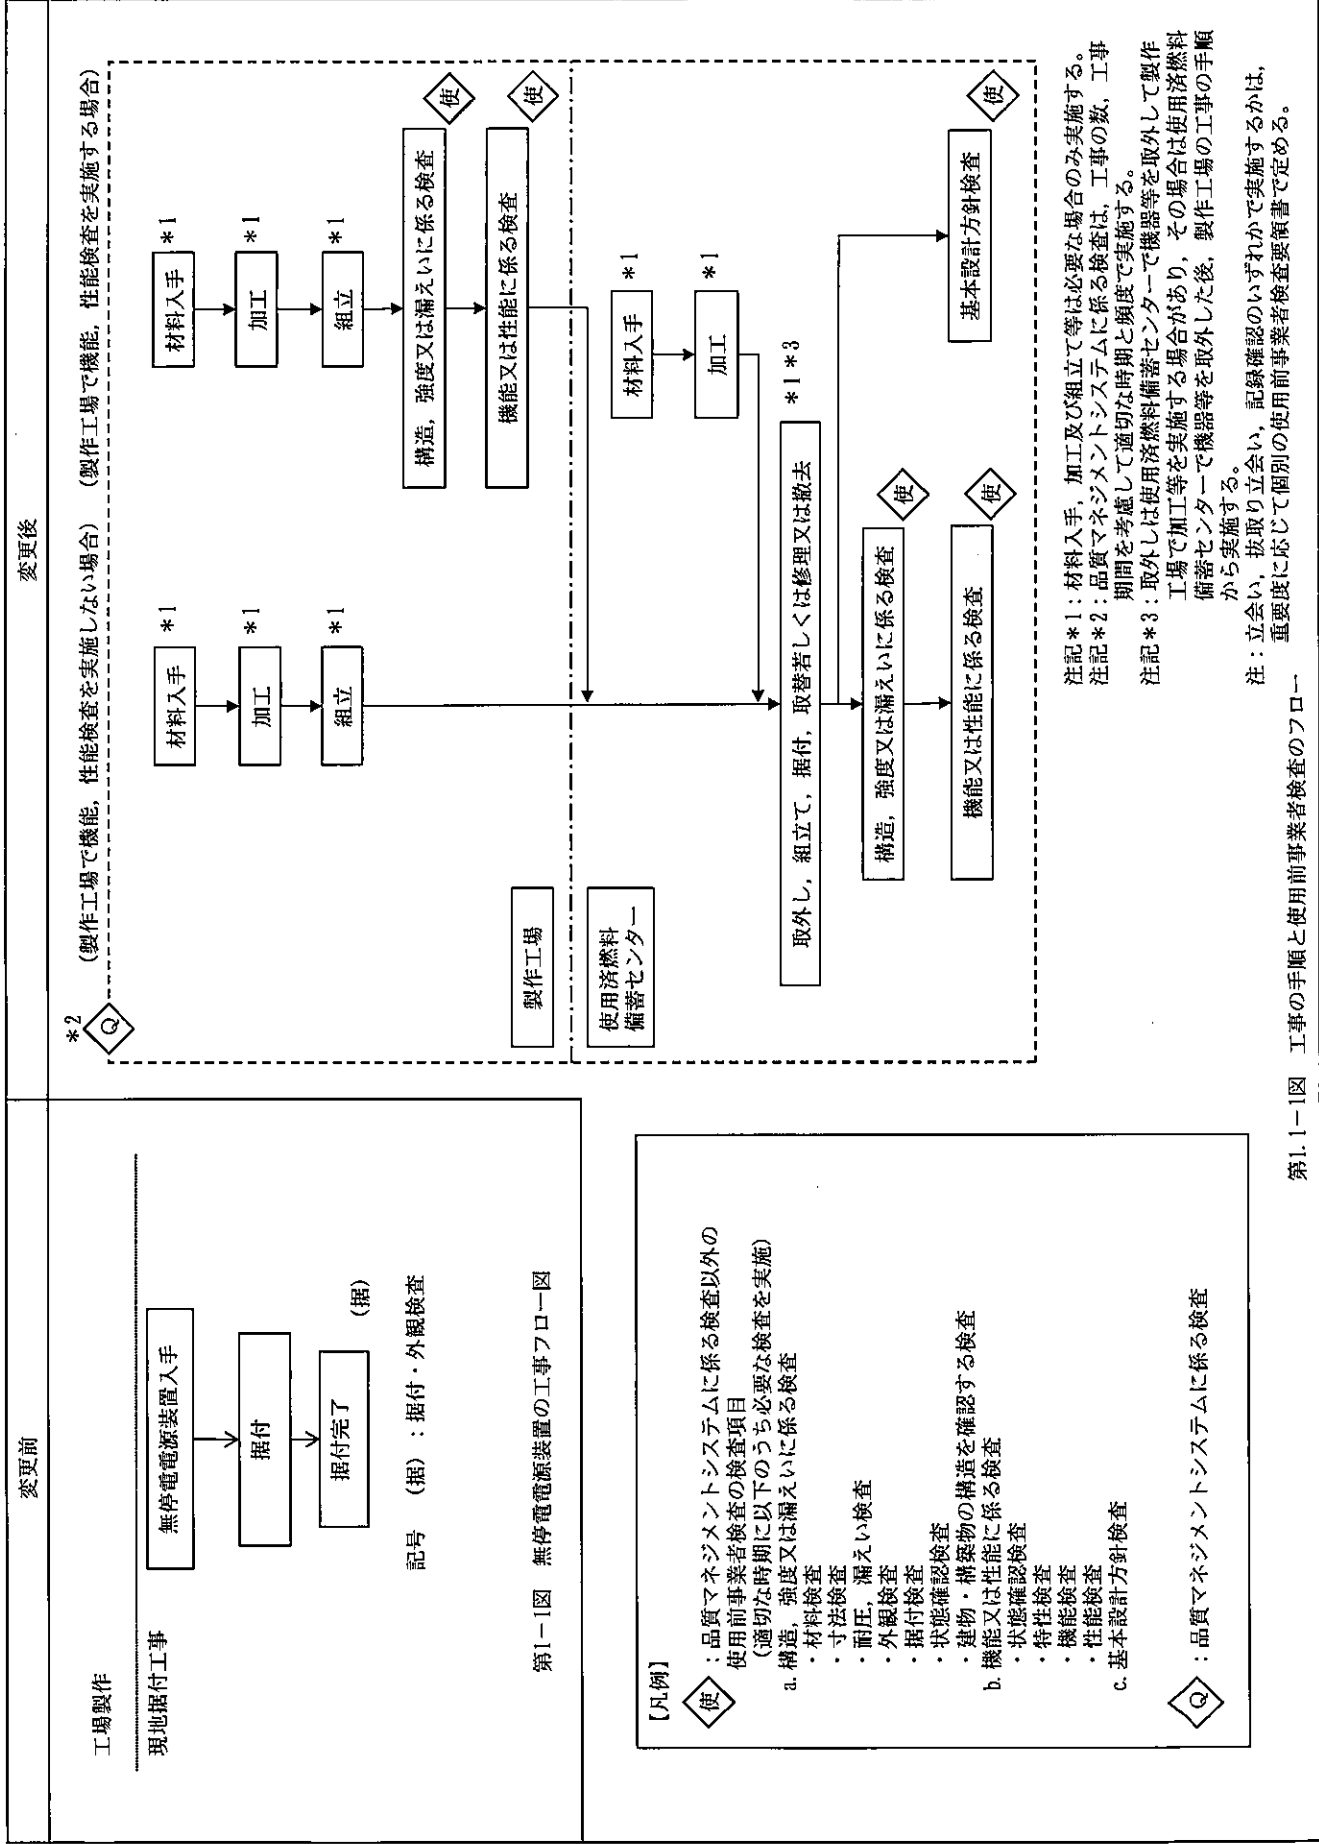 変更前
工場製作
現地据付工事
無停電電源装置入手
据付
据付完了
(据)
記号 (据) : 据付・外観検査
第1-1図 無停電電源装置の工事フロー図
【凡例】
使
: 品質マネジメントシステムに係る検査以外の
使用前事業者検査の検査項目
(適切な時期に以下のうち必要な検査を実施)
a. 構造, 強度又は漏えいに係る検査
・材料検査
・寸法検査
・耐圧, 漏えい検査
・外観検査
・据付検査
・状態確認検査
・建物・構築物の構造を確認する検査
b. 機能又は性能に係る検査
・状態確認検査
・特性検査
・機能検査
・性能検査
c. 基本設計方針検査
Q
: 品質マネジメントシステムに係る検査
変更後
*2
Q
(製作工場で機能, 性能検査を実施しない場合)
(製作工場で機能, 性能検査を実施する場合)
材料入手
*1
加工
*1
組立
*1
材料入手
*1
加工
*1
組立
*1
構造, 強度又は漏えいに係る検査
使
機能又は性能に係る検査
使
製作工場
使用済燃料
備蓄センター
材料入手
*1
加工
*1
取外し, 組立て, 据付, 取替若しくは修理又は撤去
*1 *3
構造, 強度又は漏えいに係る検査
使
機能又は性能に係る検査
使
基本設計方針検査
使
注記*1 : 材料入手, 加工及び組立て等は必要な場合のみ実施する。
注記*2 : 品質マネジメントシステムに係る検査は, 工事の数, 工事
期間を考慮して適切な時期と頻度で実施する。
注記*3 : 取外しは使用済燃料備蓄センターで機器等を取外して製作
工場で加工等を実施する場合があり, その場合は使用済燃料
備蓄センターで機器等を取外した後, 製作工場の工事の手順
から実施する。
注 : 立会い, 抜取り立会い, 記録確認のいずれかで実施するかは,
重要度に応じて個別の使用前事業者検査要領書で定める。
第1.1-1図 工事の手順と使用前事業者検査のフロー